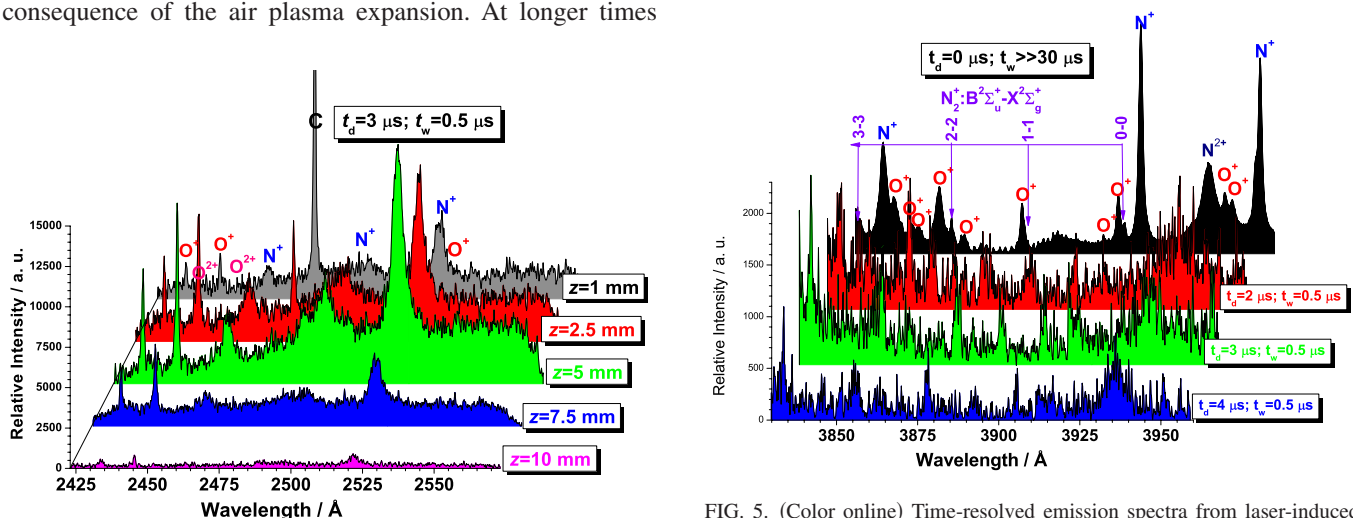 consequence of the air plasma expansion. At longer times
C
t_d=3 μs; t_w=0.5 μs
O⁺
O²⁺
O⁺
O²⁺
N⁺
N⁺
N⁺
O⁺
z=1 mm
z=2.5 mm
z=5 mm
z=7.5 mm
z=10 mm
15000
12500
10000
7500
5000
2500
0
Relative Intensity / a. u.
2425 2450 2475 2500 2525 2550
Wavelength / Å
t_d=0 μs; t_w>>30 μs
N₂⁺:B²Σᵤ⁺-X²Σ_g⁺
3-3
2-2
1-1
0-0
N⁺
O⁺
O⁺
O⁺
O⁺
O⁺
O⁺
O⁺
O⁺
N⁺
N²⁺
O⁺
O⁺
N⁺
t_d=2 μs; t_w=0.5 μs
t_d=3 μs; t_w=0.5 μs
t_d=4 μs; t_w=0.5 μs
2000
1500
1000
500
0
Relative Intensity / a. u.
3850 3875 3900 3925 3950
Wavelength / Å
FIG. 5. (Color online) Time-resolved emission spectra from laser-induced